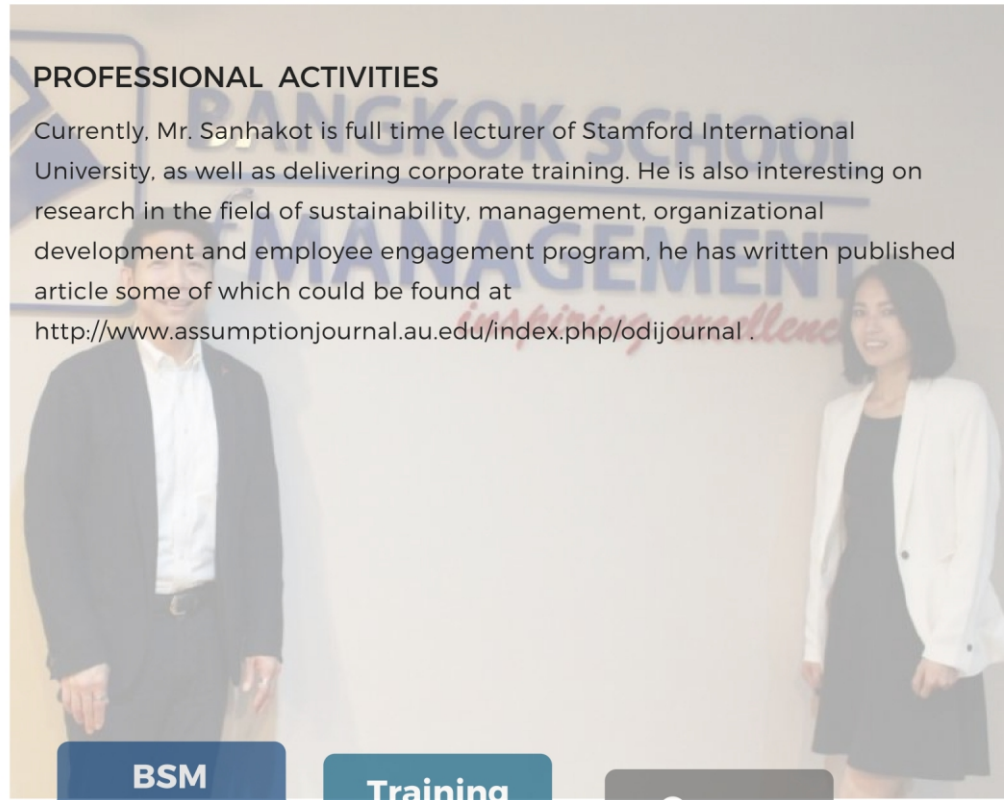 PROFESSIONAL ACTIVITIES
Currently, Mr. Sanhakot is full time lecturer of Stamford International
University, as well as delivering corporate training. He is also interesting on
research in the field of sustainability, management, organizational
development and employee engagement program, he has written published
article some of which could be found at
http://www.assumptionjournal.au.edu/index.php/odijournal .
BANGKOK SCHOOL
of MANAGEMENT
inspiring excellence
BSM
Training